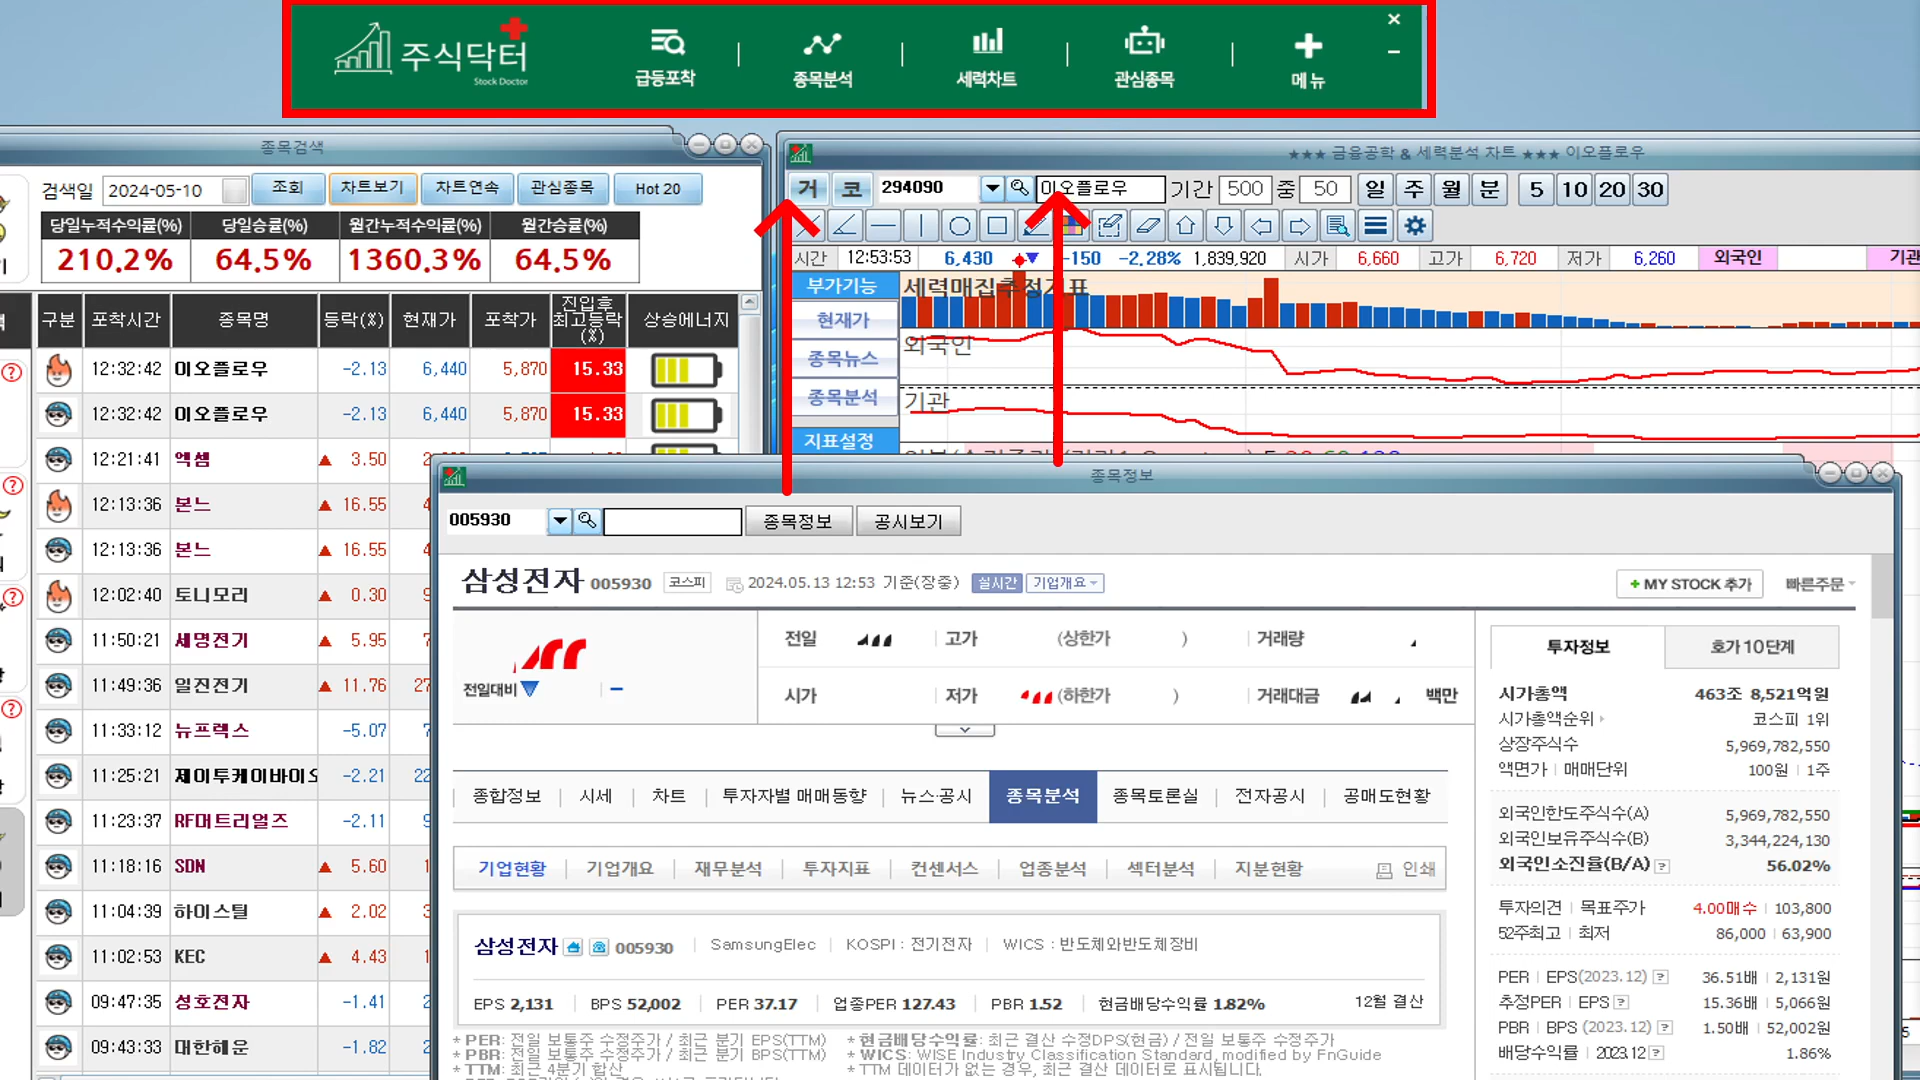 주식닥터
Stock Doctor
급등포착
종목분석
세력차트
관심종목
메뉴
종목검색
검색일 2024-05-10 조회 차트보기 차트연속 관심종목 Hot 20
당일누적수익률(%) 당일승률(%) 월간누적수익률(%) 월간승률(%)
210.2% 64.5% 1360.3% 64.5%
구분 포착시간 종목명 등락(%) 현재가 포착가 진입후 최고등락 (%) 상승에너지
12:32:42 이오플로우 -2.13 6,440 5,870 15.33
12:32:42 이오플로우 -2.13 6,440 5,870 15.33
12:21:41 엑셈 ▲ 3.50
12:13:36 본느 ▲ 16.55
12:13:36 본느 ▲ 16.55
12:02:40 토니모리 ▲ 0.30
11:50:21 세명전기 ▲ 5.95
11:49:36 일진전기 ▲ 11.76
11:33:12 뉴프렉스 -5.07
11:25:21 제이투케이바이오 -2.21
11:23:37 RF머트리얼즈 -2.11
11:18:16 SDN ▲ 5.60
11:04:39 하이스틸 ▲ 2.02
11:02:53 KEC ▲ 4.43
09:47:35 성호전자 -1.41
09:43:33 대한해운 -1.82
★★★ 금융공학 & 세력분석 차트 ★★★ 이오플로우
거 코 294090 이오플로우 기간 500 중 50 일 주 월 분 5 10 20 30
시간 12:53:53 6,430 ▼ -150 -2.28% 1,839,920 시가 6,660 고가 6,720 저가 6,260 외국인 기관
부가기능
현재가
종목뉴스
종목분석
지표설정
세력매집추정지표
외국인
기관
종목정보
005930 종목정보 공시보기
삼성전자 005930 코스피 2024.05.13 12:53 기준(장중) 실시간 기업개요
+ MY STOCK 추가 빠른주문
전일 고가 (상한가 ) 거래량
전일대비 ▼
시가 저가 (하한가 ) 거래대금 백만
종합정보 시세 차트 투자자별 매매동향 뉴스·공시 종목분석 종목토론실 전자공시 공매도현황
기업현황 기업개요 재무분석 투자지표 컨센서스 업종분석 섹터분석 지분현황 인쇄
삼성전자 005930 SamsungElec KOSPI : 전기전자 WICS : 반도체와반도체장비
EPS 2,131 BPS 52,002 PER 37.17 업종PER 127.43 PBR 1.52 현금배당수익률 1.82% 12월 결산
* PER: 전일 보통주 수정주가 / 최근 분기 EPS(TTM) * 현금배당수익률: 최근 결산 수정DPS(현금) / 전일 보통주 수정주가
* PBR: 전일 보통주 수정주가 / 최근 분기 BPS(TTM) * WICS: WISE Industry Classification Standard, modified by FnGuide
* TTM: 최근 4분기 합산 * TTM 데이터가 없는 경우, 최근 결산 데이터로 표시됩니다.
투자정보 호가 10단계
시가총액 463조 8,521억원
시가총액순위 코스피 1위
상장주식수 5,969,782,550
액면가 | 매매단위 100원 | 1주
외국인한도주식수(A) 5,969,782,550
외국인보유주식수(B) 3,344,224,130
외국인소진율(B/A) ? 56.02%
투자의견 | 목표주가 4.00매수 | 103,800
52주최고 | 최저 86,000 | 63,900
PER | EPS(2023.12) ? 36.51배 | 2,131원
추정PER | EPS ? 15.36배 | 5,066원
PBR | BPS (2023.12) ? 1.50배 | 52,002원
배당수익률 | 2023.12 ? 1.86%